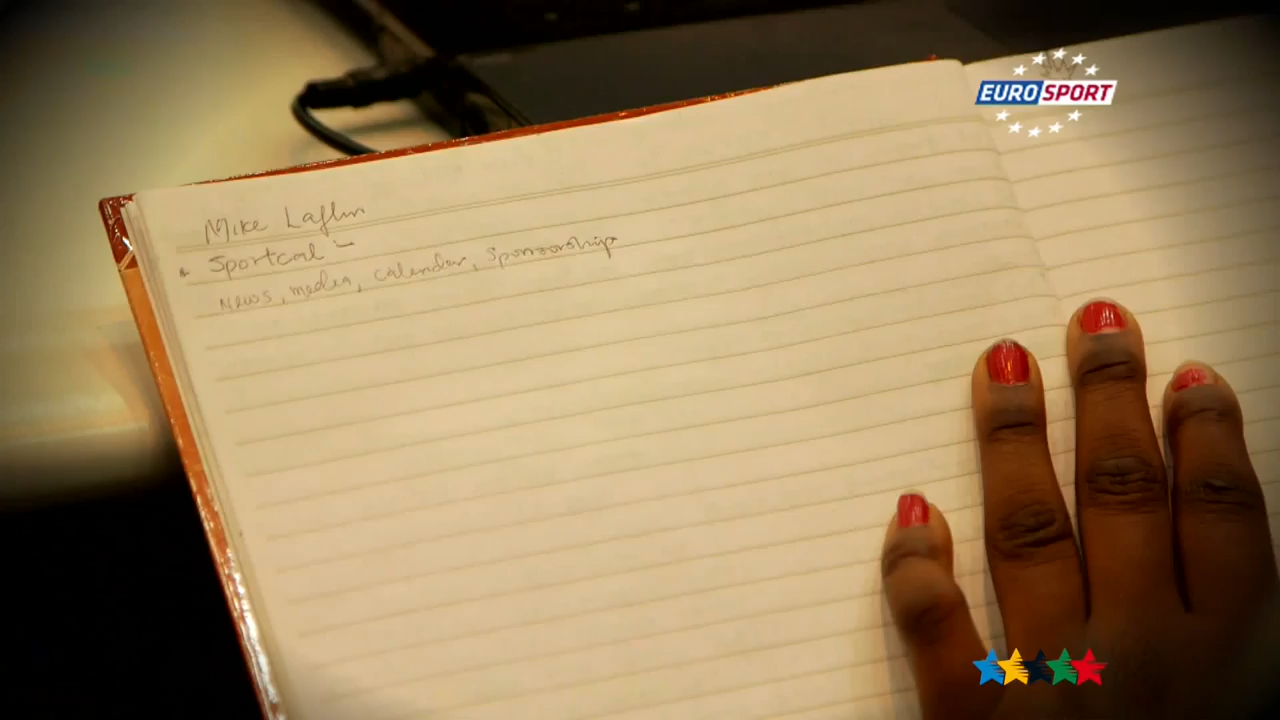 EUROSPORT
Mike Laflin
Sportcal -
News, media, calendar, sponsorships